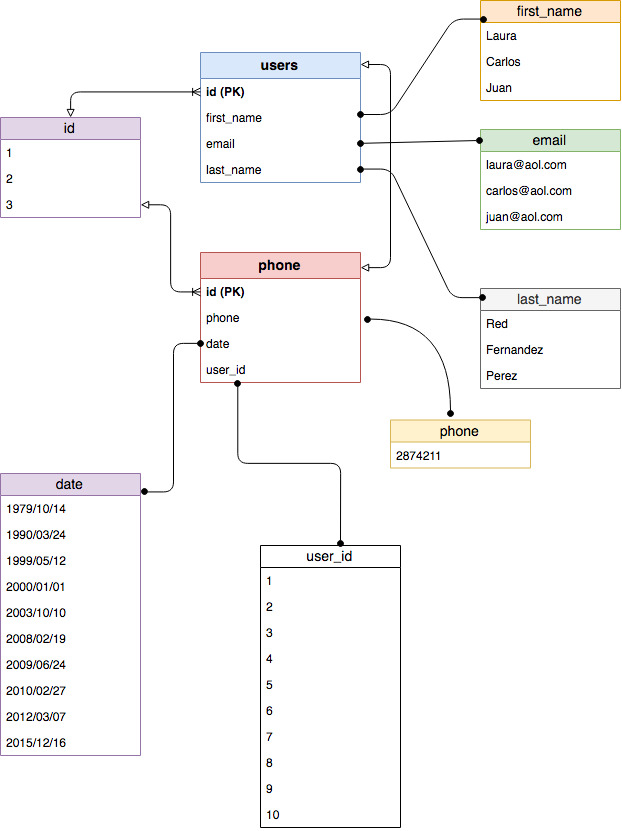 first_name
Laura
Carlos
Juan
users
id (PK)
first_name
email
last_name
id
1
2
3
email
laura@aol.com
carlos@aol.com
juan@aol.com
phone
id (PK)
phone
date
user_id
last_name
Red
Fernandez
Perez
phone
2874211
date
1979/10/14
1990/03/24
1999/05/12
2000/01/01
2003/10/10
2008/02/19
2009/06/24
2010/02/27
2012/03/07
2015/12/16
user_id
1
2
3
4
5
6
7
8
9
10